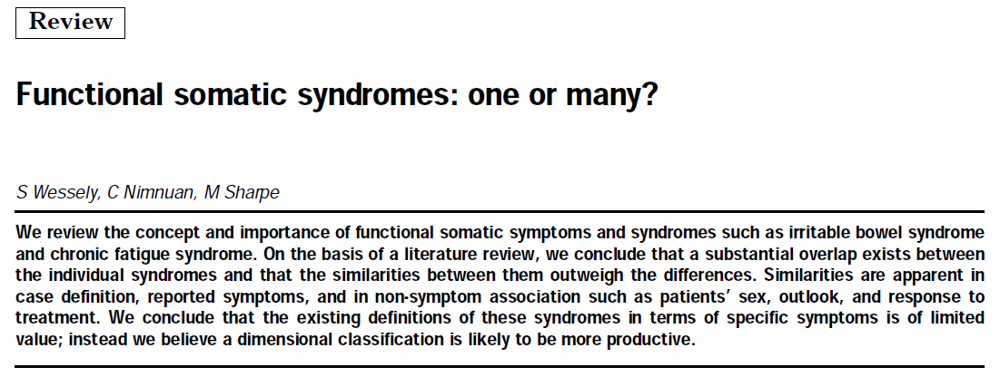 Review
Functional somatic syndromes: one or many?
S Wessely, C Nimnuan, M Sharpe
We review the concept and importance of functional somatic symptoms and syndromes such as irritable bowel syndrome
and chronic fatigue syndrome. On the basis of a literature review, we conclude that a substantial overlap exists between
the individual syndromes and that the similarities between them outweigh the differences. Similarities are apparent in
case definition, reported symptoms, and in non-symptom association such as patients' sex, outlook, and response to
treatment. We conclude that the existing definitions of these syndromes in terms of specific symptoms is of limited
value; instead we believe a dimensional classification is likely to be more productive.